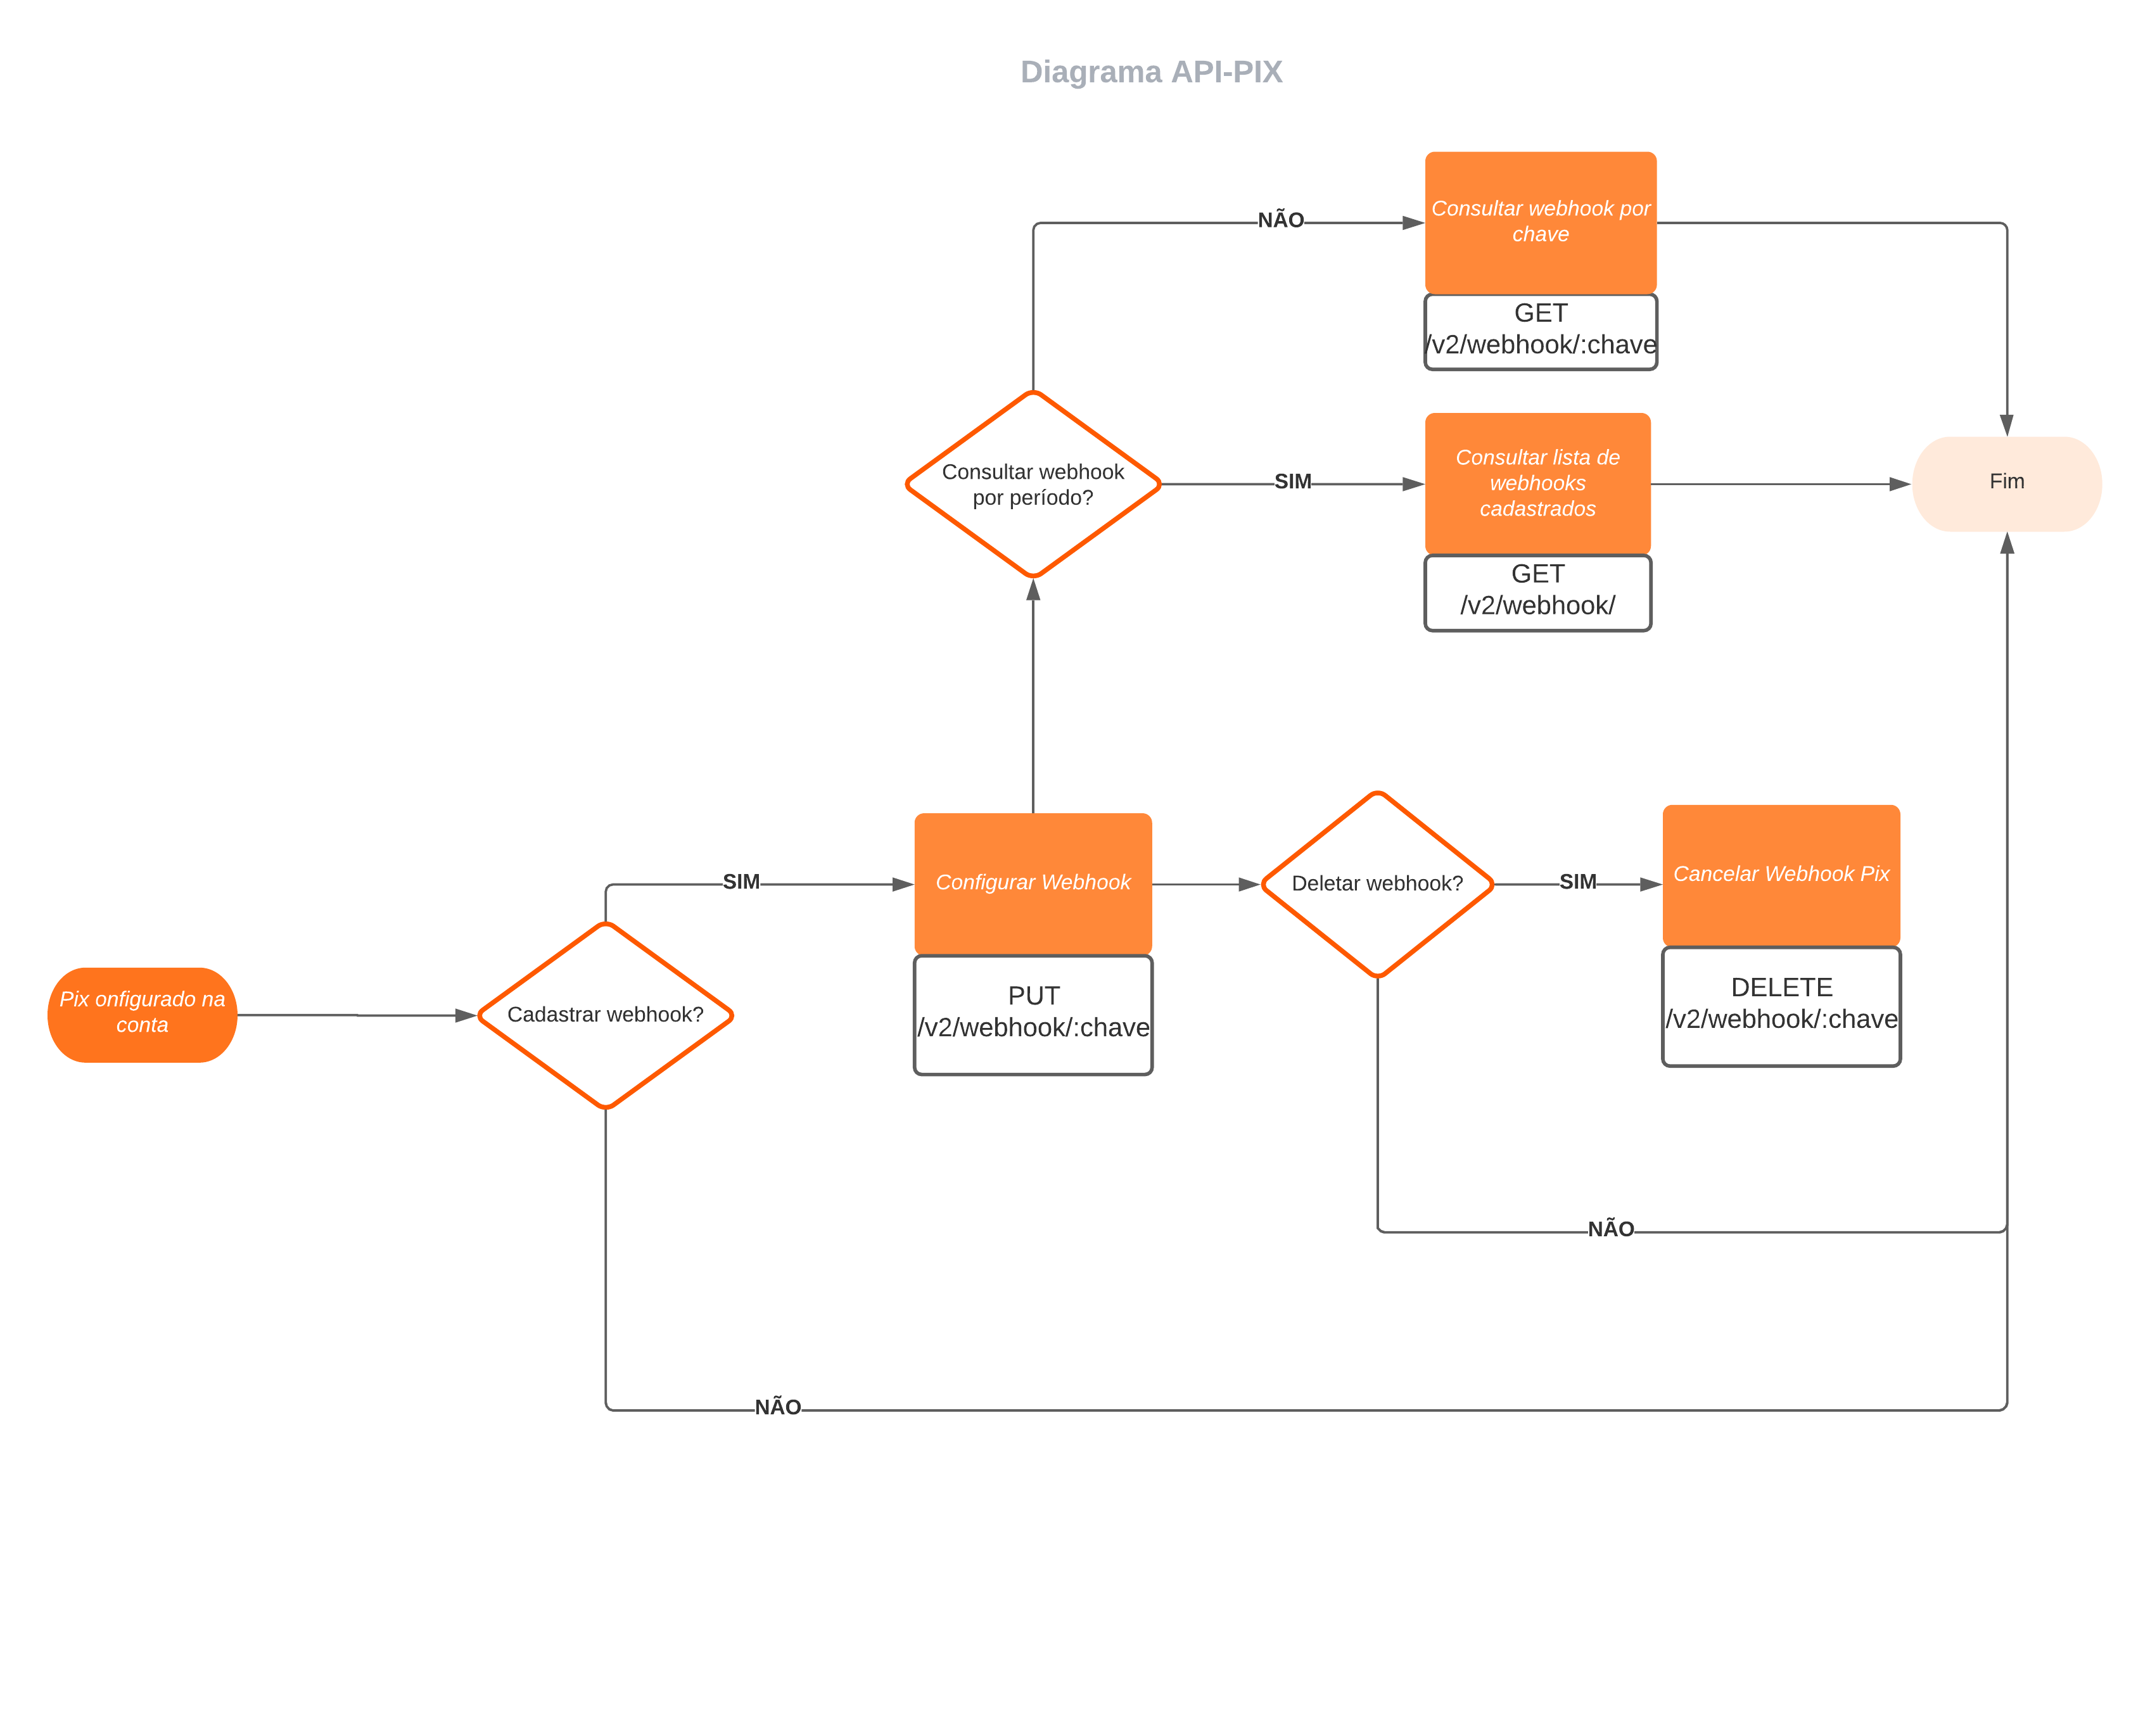 Diagrama API-PIX
NÃO
Consultar webhook por
chave
GET
/v2/webhook/:chave
Consultar webhook
por período?
SIM
Consultar lista de
webhooks
cadastrados
GET
/v2/webhook/
Fim
Pix onfigurado na
conta
Cadastrar webhook?
SIM
Configurar Webhook
PUT
/v2/webhook/:chave
Deletar webhook?
SIM
Cancelar Webhook Pix
DELETE
/v2/webhook/:chave
NÃO
NÃO